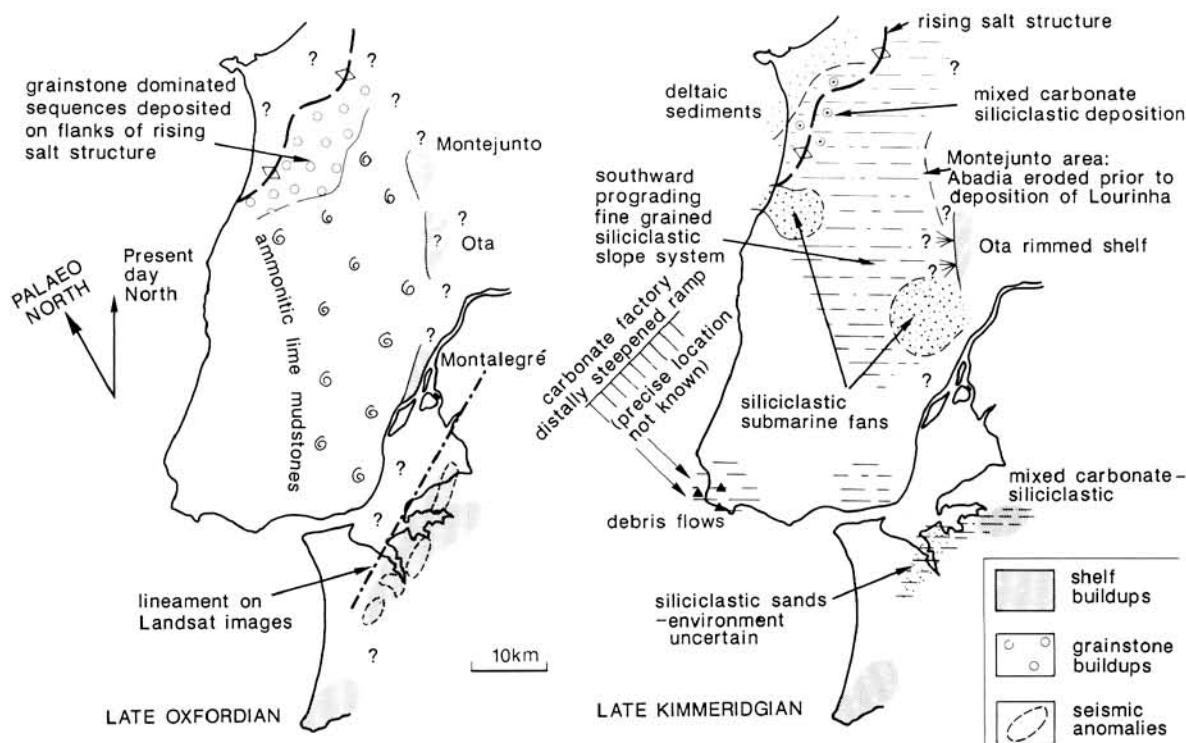 grainstone dominated
sequences deposited
on flanks of rising
salt structure
?
?
?
?
Montejunto
?
?
Ota
PALAEO
NORTH
Present
day
North
ammonitic lime mudstones
?
?
Montalegré
?
?
lineament on
Landsat images
?
10km
LATE OXFORDIAN
rising salt structure
?
deltaic
sediments
mixed carbonate
siliciclastic deposition
Montejunto area:
Abadia eroded prior to
deposition of Lourinha
southward
prograding
fine grained
siliciclastic
slope system
?
?
?
Ota rimmed shelf
carbonate factory
distally steepened ramp
(precise location
not known)
?
siliciclastic
submarine fans
debris flows
mixed carbonate–
siliciclastic
siliciclastic sands
–environment
uncertain
LATE KIMMERIDGIAN
shelf
buildups
grainstone
buildups
seismic
anomalies